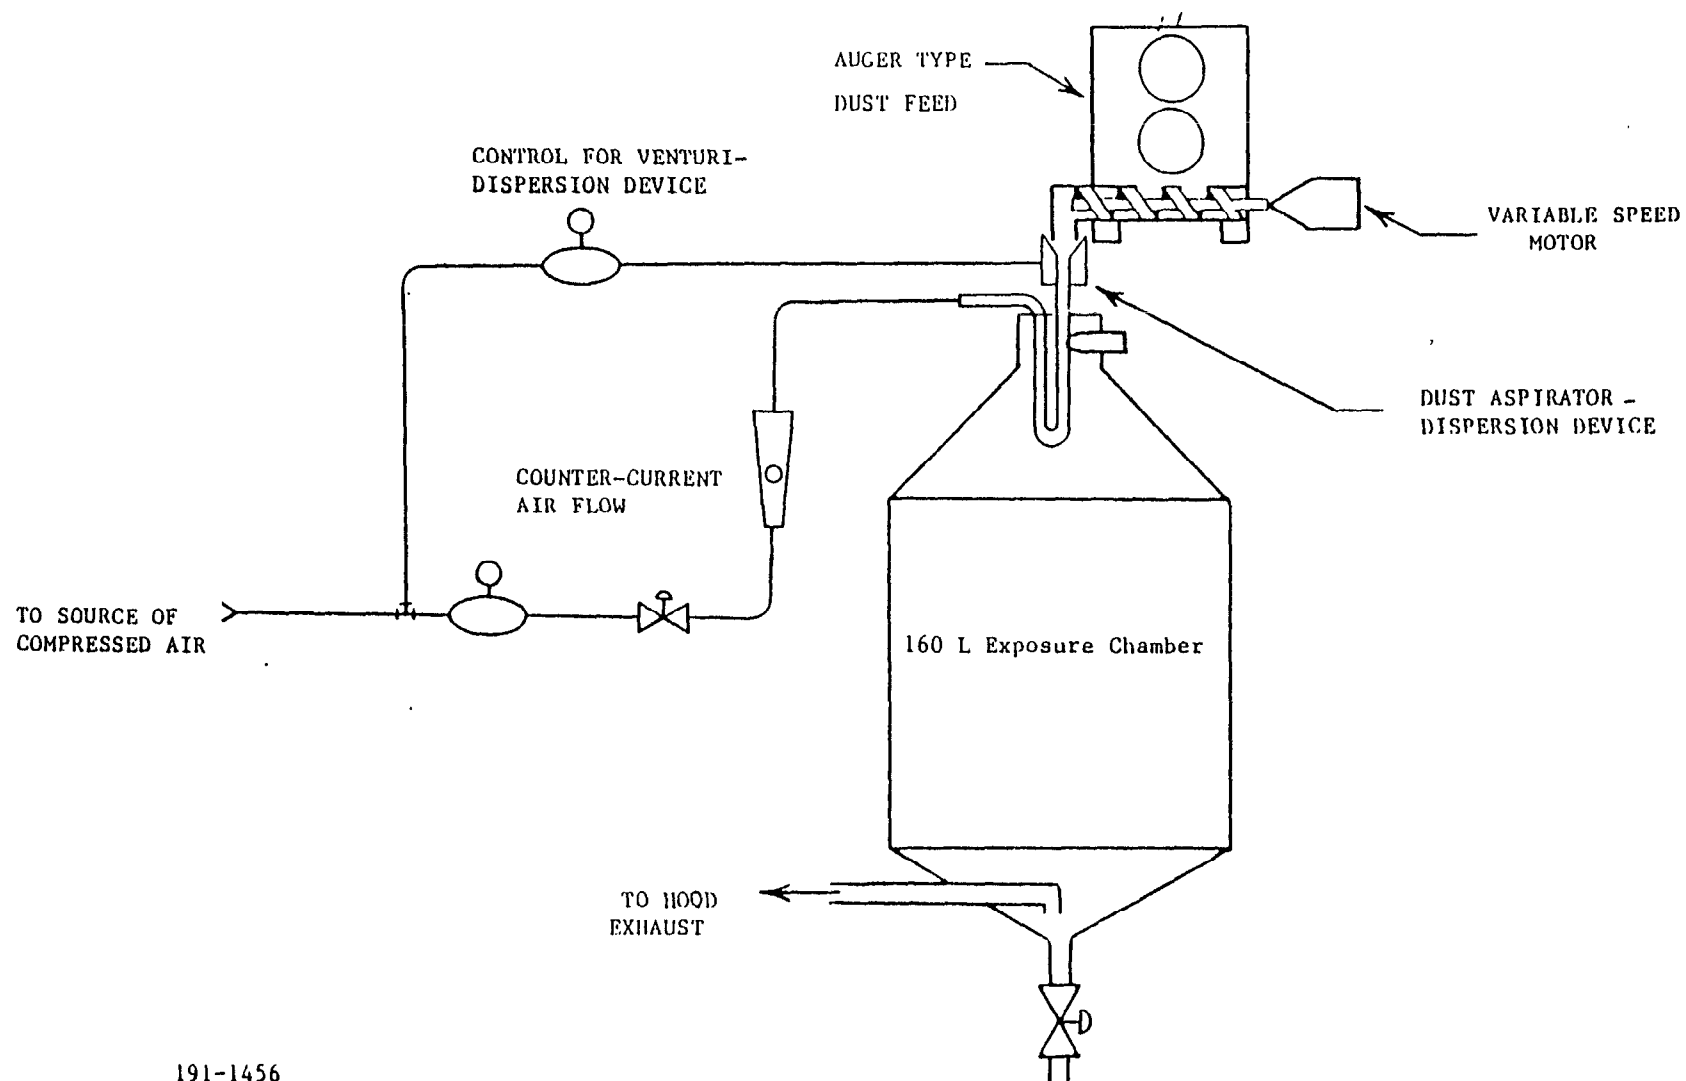 AUGER TYPE
DUST FEED
CONTROL FOR VENTURI-
DISPERSION DEVICE
VARIABLE SPEED
MOTOR
DUST ASPIRATOR -
DISPERSION DEVICE
COUNTER-CURRENT
AIR FLOW
TO SOURCE OF
COMPRESSED AIR
160 L Exposure Chamber
TO HOOD
EXHAUST
191-1456